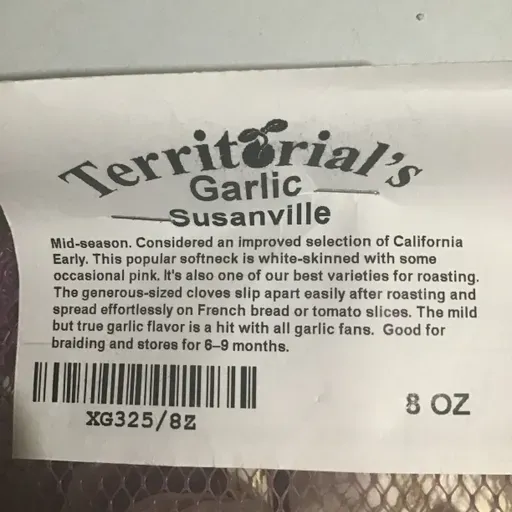 Territorial's
Garlic
Susanville
Mid-season. Considered an improved selection of California
Early. This popular softneck is white-skinned with some
occasional pink. It's also one of our best varieties for roasting.
The generous-sized cloves slip apart easily after roasting and
spread effortlessly on French bread or tomato slices. The mild
but true garlic flavor is a hit with all garlic fans.  Good for
braiding and stores for 6–9 months.
XG325/8Z
8 OZ